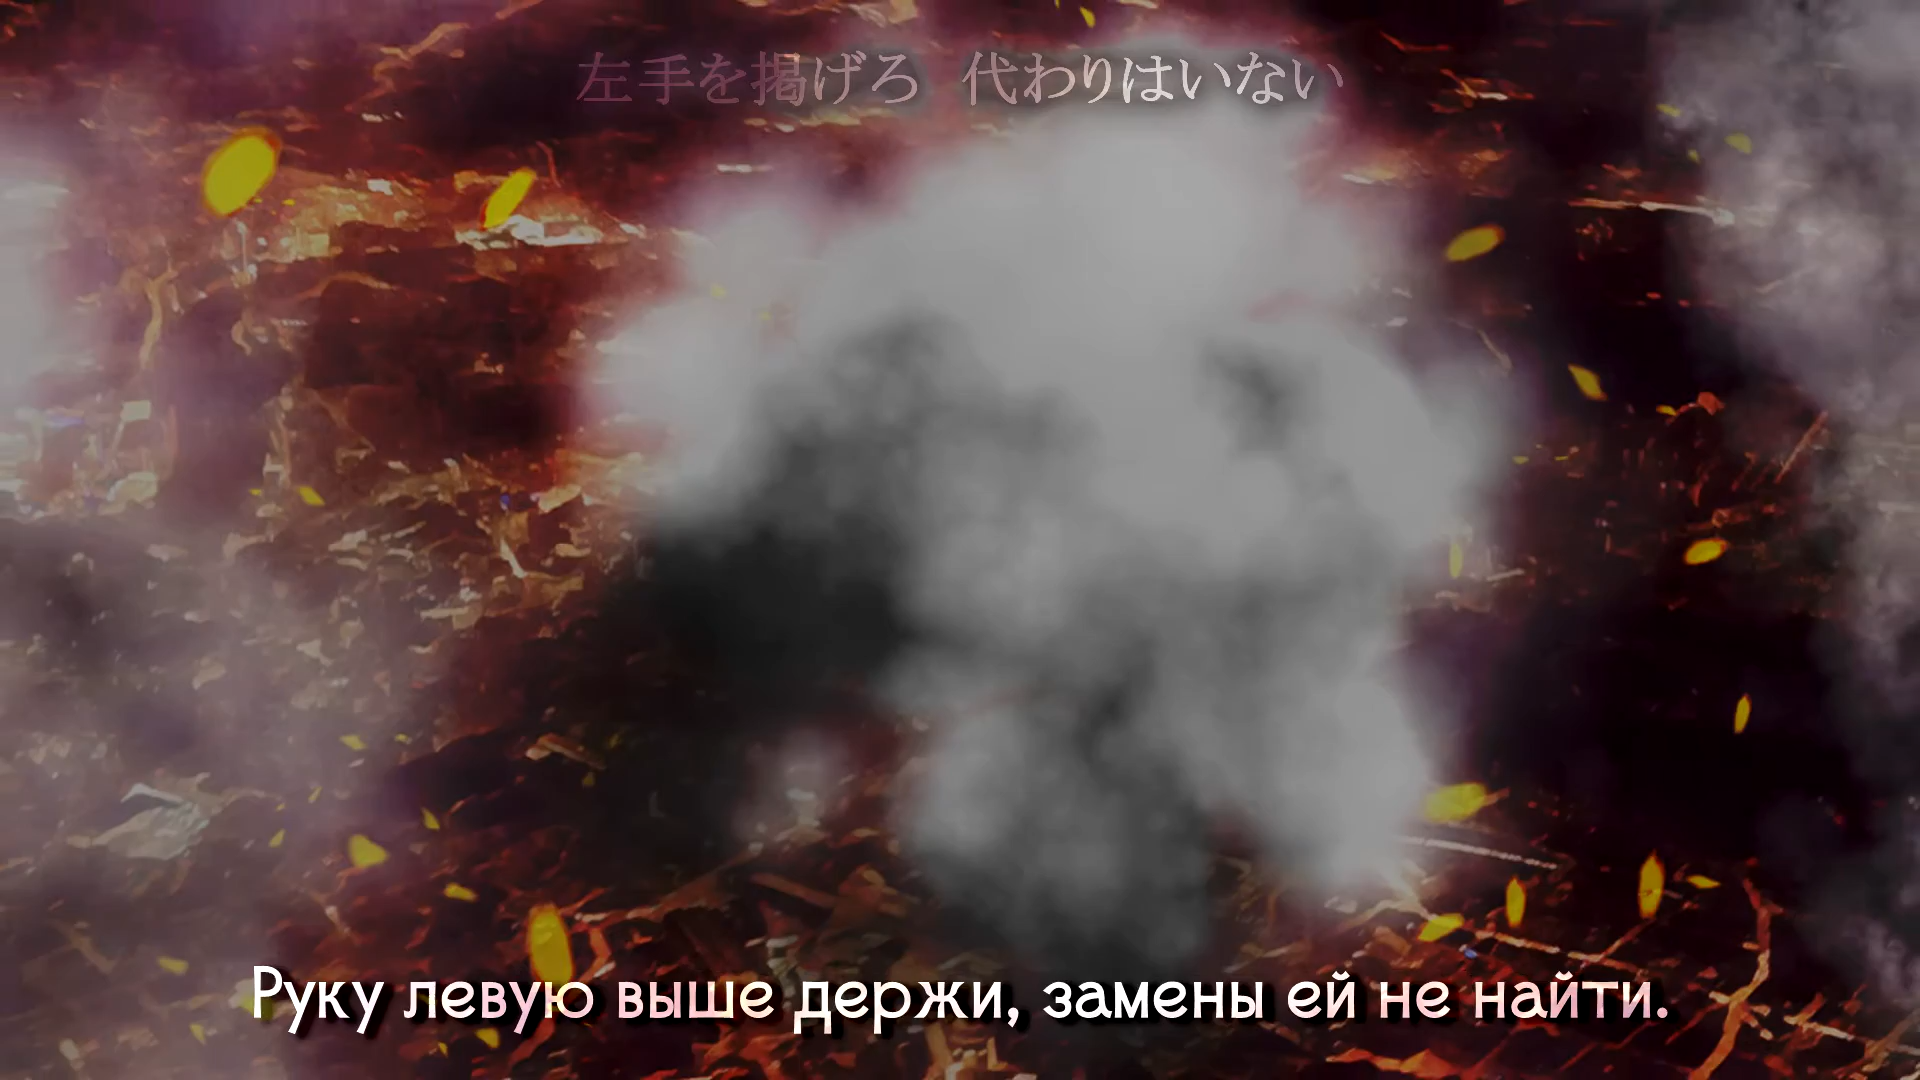 左手を掲げろ　代わりはいない
Руку левую выше держи, замены ей не найти.